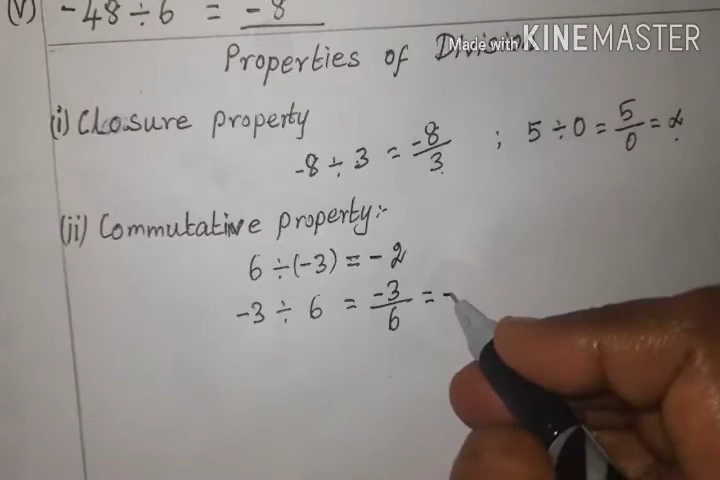 (v) -48 ÷ 6 = -8
Properties of Division
Made with KINEMASTER
(i) Closure property
-8 ÷ 3 = -8/3 ; 5 ÷ 0 = 5/0 = ∝
(ii) Commutative property:-
6 ÷ (-3) = -2
-3 ÷ 6 = -3/6 = -